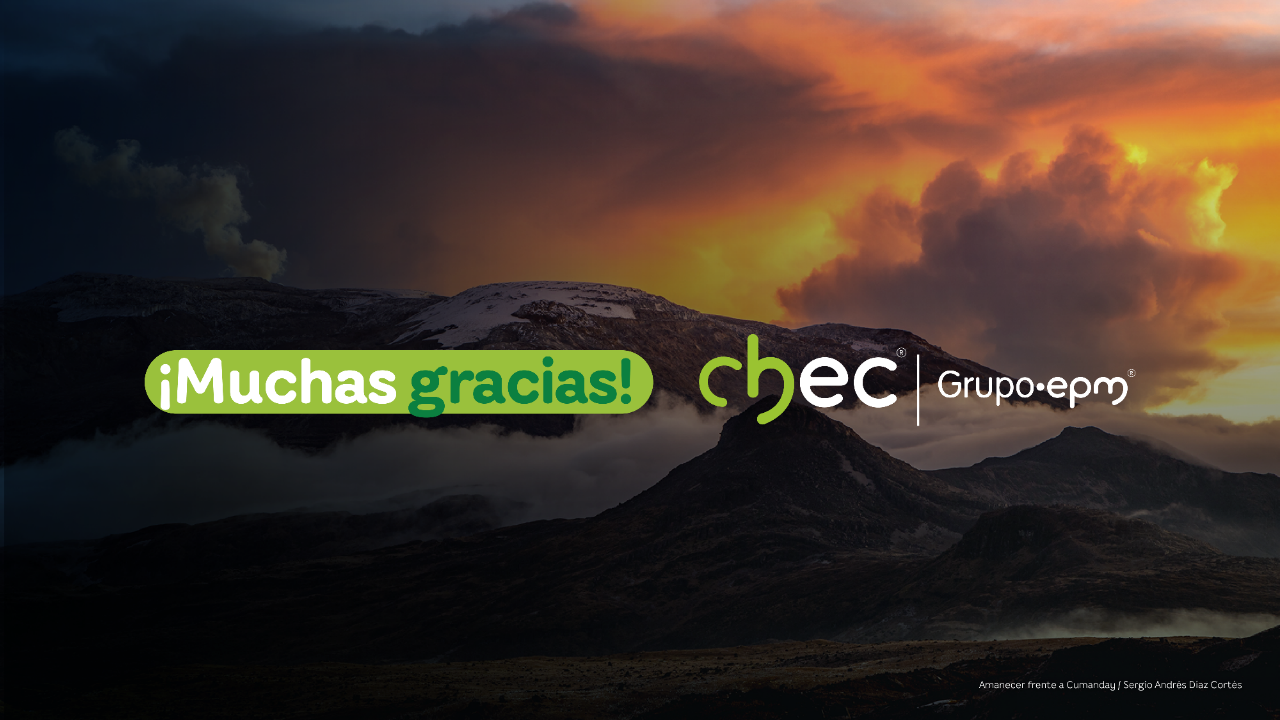 ¡Muchas gracias!
chec®
Grupo•epm®
Amanecer frente a Cumanday / Sergio Andrés Díaz Cortés